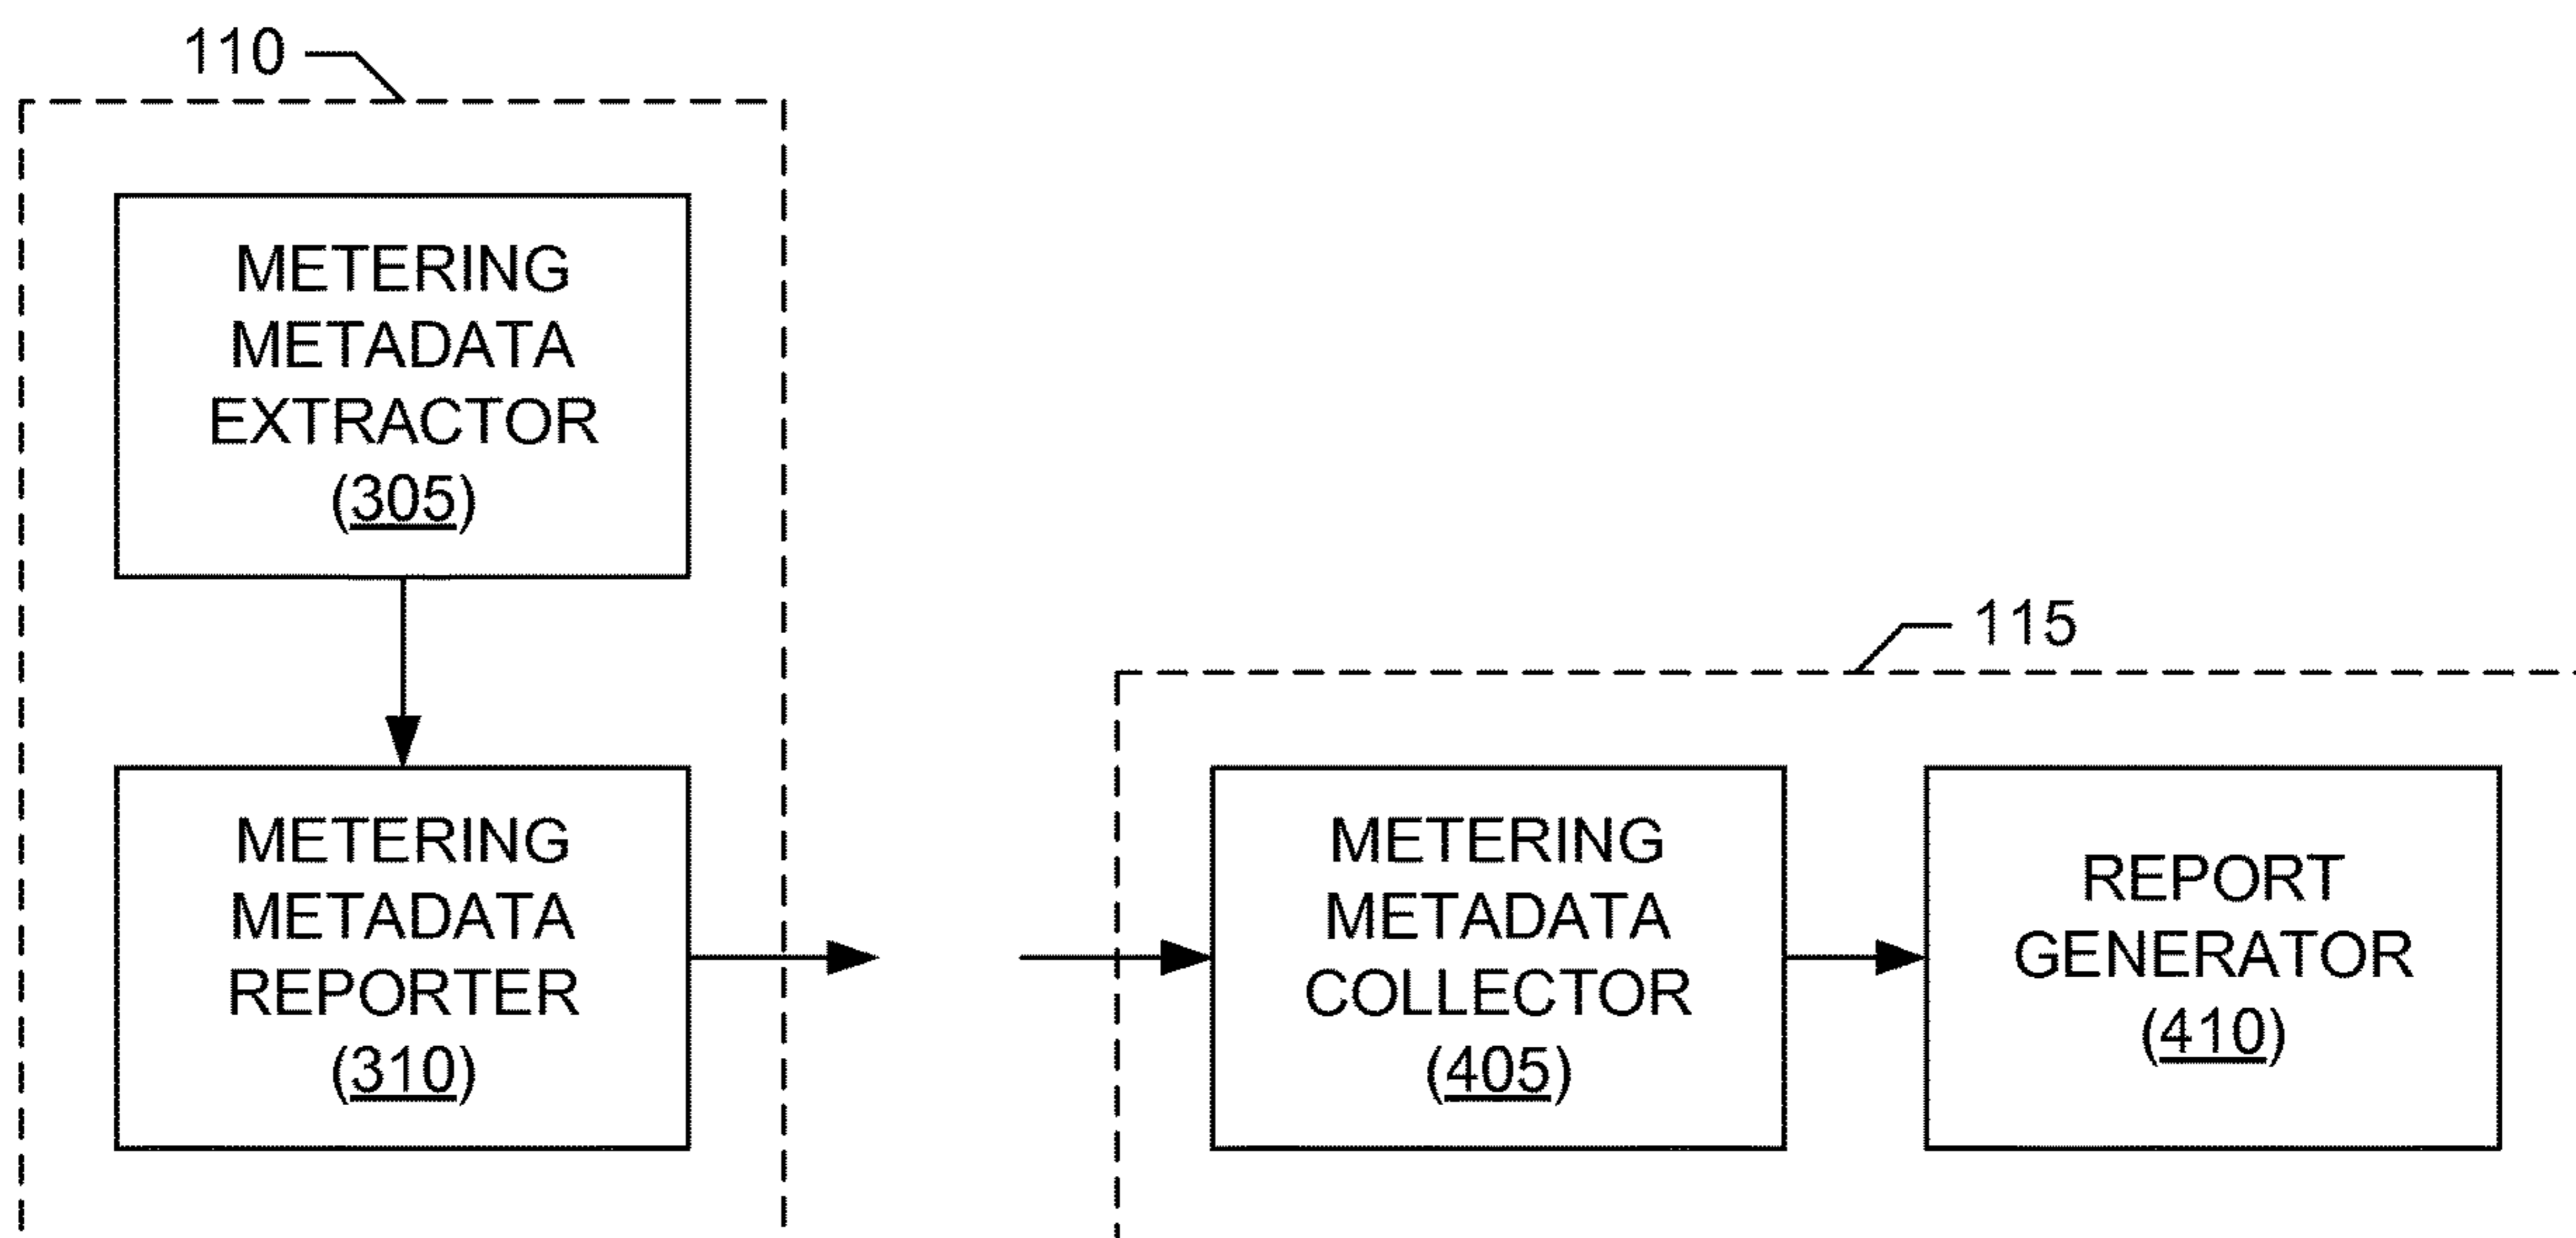 110
METERING
METADATA
EXTRACTOR
(305)
METERING
METADATA
REPORTER
(310)
115
METERING
METADATA
COLLECTOR
(405)
REPORT
GENERATOR
(410)